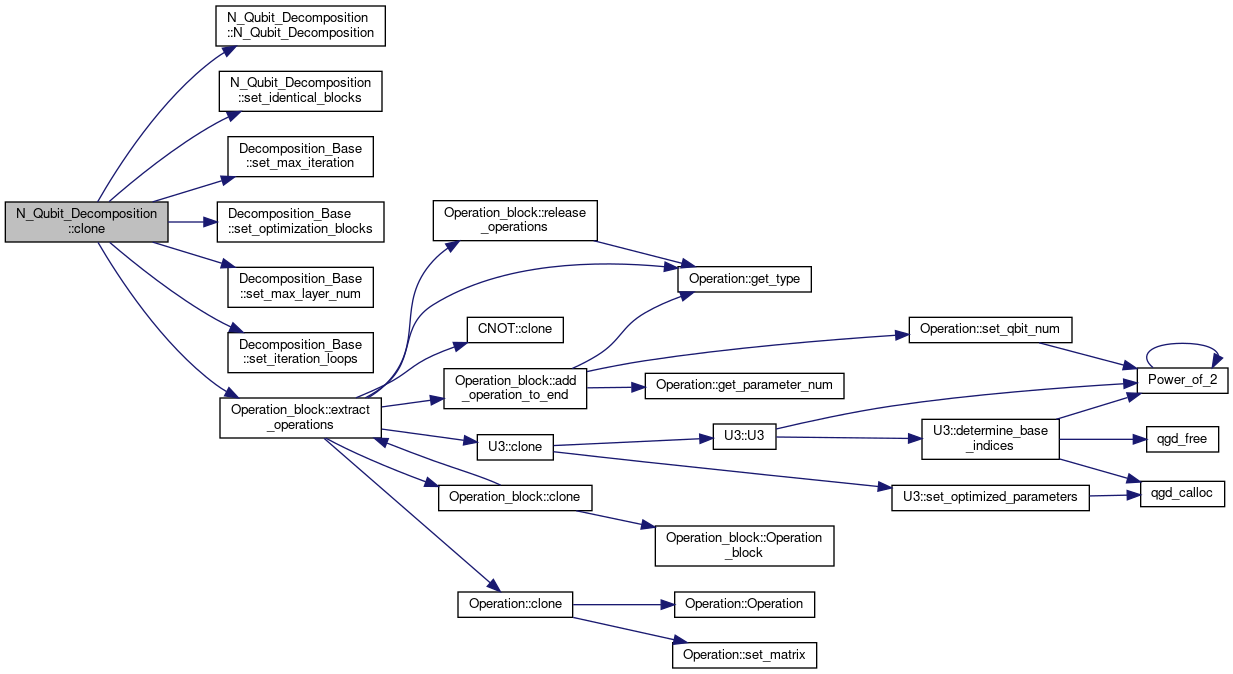 N_Qubit_Decomposition
::N_Qubit_Decomposition
N_Qubit_Decomposition
::set_identical_blocks
Decomposition_Base
::set_max_iteration
N_Qubit_Decomposition
::clone
Decomposition_Base
::set_optimization_blocks
Decomposition_Base
::set_max_layer_num
Decomposition_Base
::set_iteration_loops
Operation_block::extract
_operations
Operation_block::release
_operations
Operation::get_type
CNOT::clone
Operation_block::add
_operation_to_end
Operation::get_parameter_num
Operation::set_qbit_num
Power_of_2
U3::clone
U3::U3
U3::determine_base
_indices
qgd_free
Operation_block::clone
U3::set_optimized_parameters
qgd_calloc
Operation_block::Operation
_block
Operation::clone
Operation::Operation
Operation::set_matrix